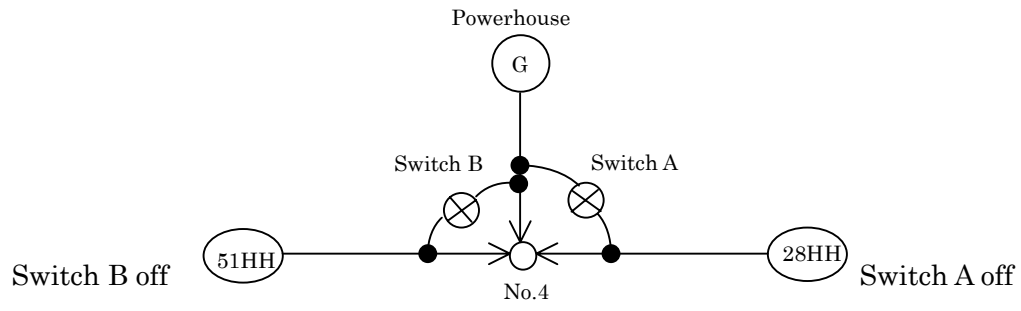 Powerhouse
G
Switch B
Switch A
51HH
28HH
Switch B off
Switch A off
No.4